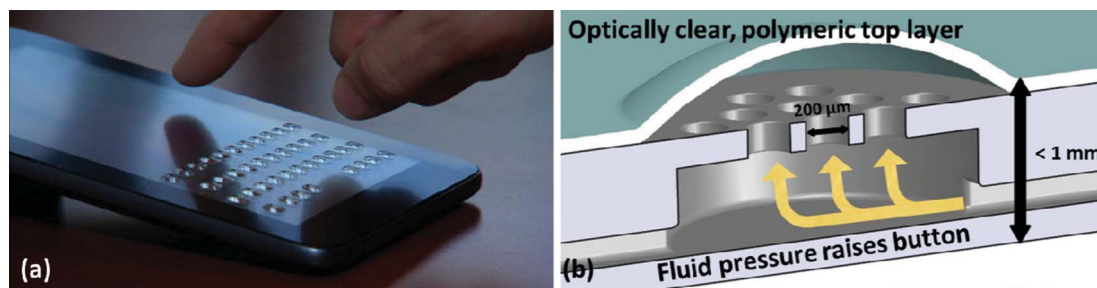 (a)
Optically clear, polymeric top layer
200 µm
< 1 mm
Fluid pressure raises button
(b)